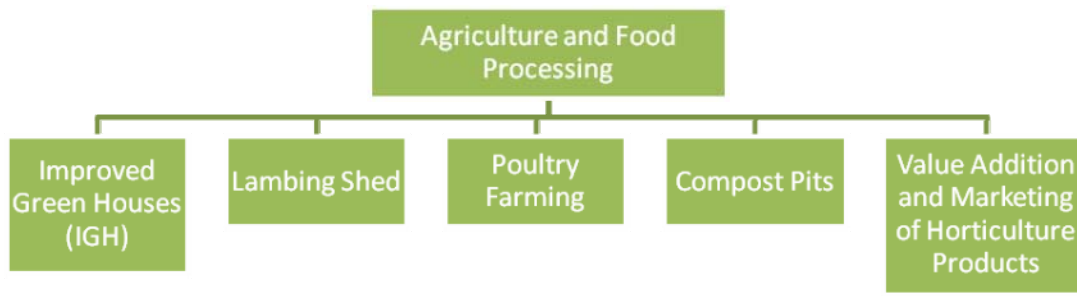 Agriculture and Food
Processing
Improved
Green Houses
(IGH)
Lambing Shed
Poultry
Farming
Compost Pits
Value Addition
and Marketing
of Horticulture
Products